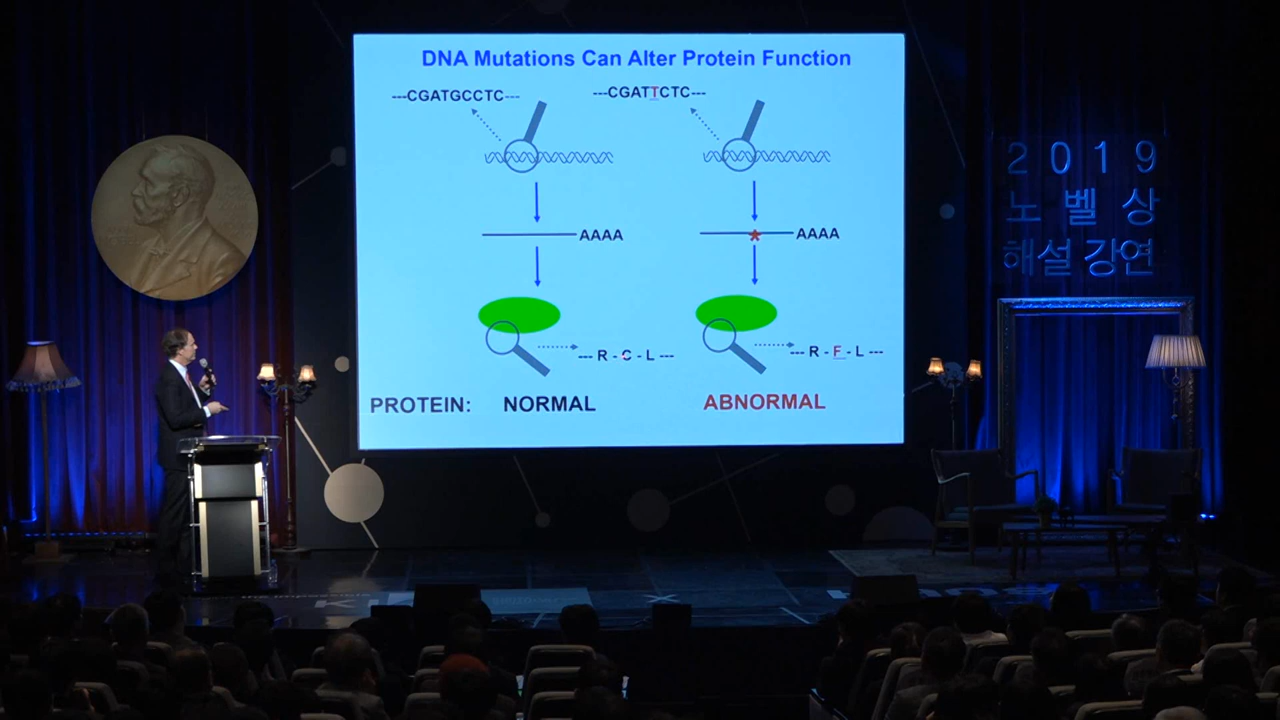 DNA Mutations Can Alter Protein Function
---CGATGCCTC---
---CGATTCTC---
AAAA
AAAA
--- R - C - L ---
--- R - F - L ---
PROTEIN: NORMAL ABNORMAL
2019
노벨상
해설 강연